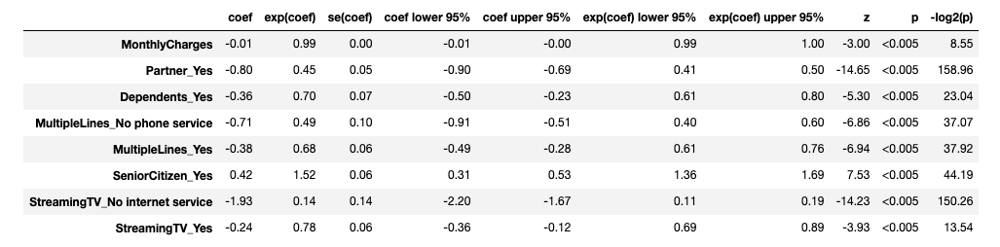 coef exp(coef) se(coef) coef lower 95% coef upper 95% exp(coef) lower 95% exp(coef) upper 95% z p -log2(p)
MonthlyCharges -0.01 0.99 0.00 -0.01 -0.00 0.99 1.00 -3.00 <0.005 8.55
Partner_Yes -0.80 0.45 0.05 -0.90 -0.69 0.41 0.50 -14.65 <0.005 158.96
Dependents_Yes -0.36 0.70 0.07 -0.50 -0.23 0.61 0.80 -5.30 <0.005 23.04
MultipleLines_No phone service -0.71 0.49 0.10 -0.91 -0.51 0.40 0.60 -6.86 <0.005 37.07
MultipleLines_Yes -0.38 0.68 0.06 -0.49 -0.28 0.61 0.76 -6.94 <0.005 37.92
SeniorCitizen_Yes 0.42 1.52 0.06 0.31 0.53 1.36 1.69 7.53 <0.005 44.19
StreamingTV_No internet service -1.93 0.14 0.14 -2.20 -1.67 0.11 0.19 -14.23 <0.005 150.26
StreamingTV_Yes -0.24 0.78 0.06 -0.36 -0.12 0.69 0.89 -3.93 <0.005 13.54